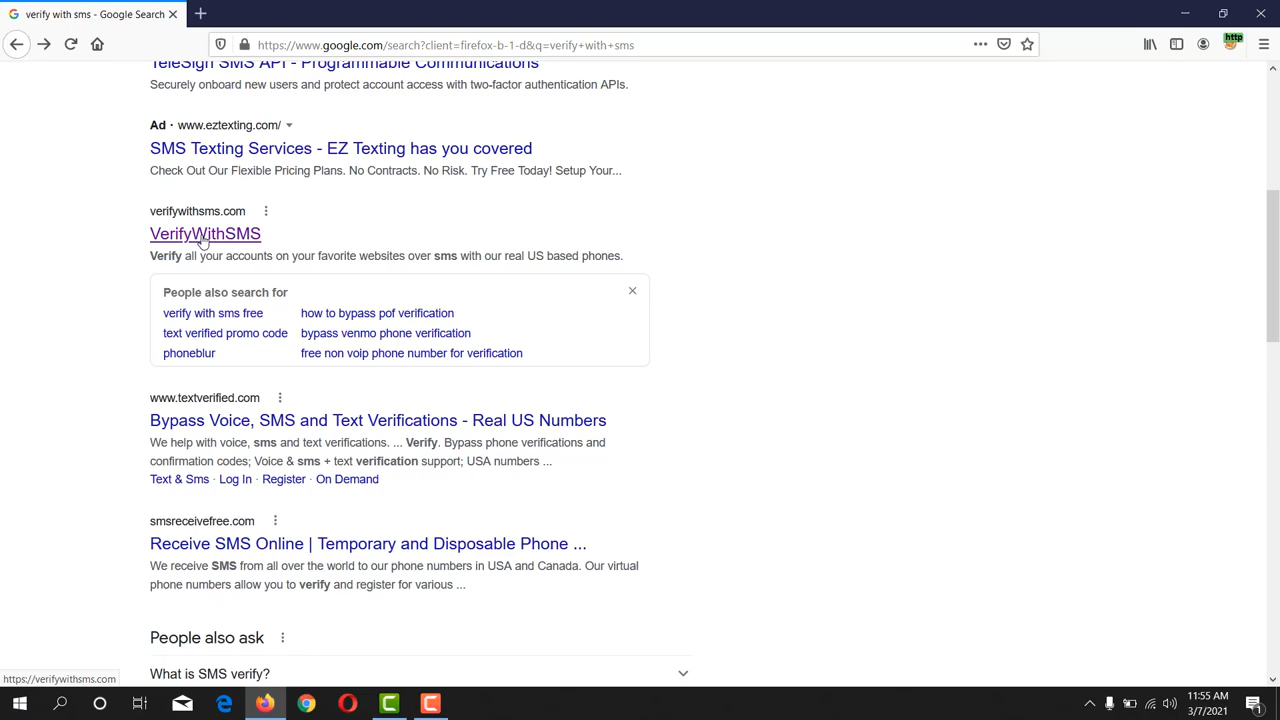 verify with sms - Google Search
https://www.google.com/search?client=firefox-b-1-d&q=verify+with+sms
http
TeleSign SMS API - Programmable Communications
Securely onboard new users and protect account access with two-factor authentication APIs.
Ad · www.eztexting.com/
SMS Texting Services - EZ Texting has you covered
Check Out Our Flexible Pricing Plans. No Contracts. No Risk. Try Free Today! Setup Your...
verifywithsms.com
VerifyWithSMS
Verify all your accounts on your favorite websites over sms with our real US based phones.
People also search for
verify with sms free
how to bypass pof verification
text verified promo code
bypass venmo phone verification
phoneblur
free non voip phone number for verification
www.textverified.com
Bypass Voice, SMS and Text Verifications - Real US Numbers
We help with voice, sms and text verifications. ... Verify. Bypass phone verifications and
confirmation codes; Voice & sms + text verification support; USA numbers ...
Text & Sms · Log In · Register · On Demand
smsreceivefree.com
Receive SMS Online | Temporary and Disposable Phone ...
We receive SMS from all over the world to our phone numbers in USA and Canada. Our virtual
phone numbers allow you to verify and register for various ...
People also ask
What is SMS verify?
https://verifywithsms.com
11:55 AM
3/7/2021
1